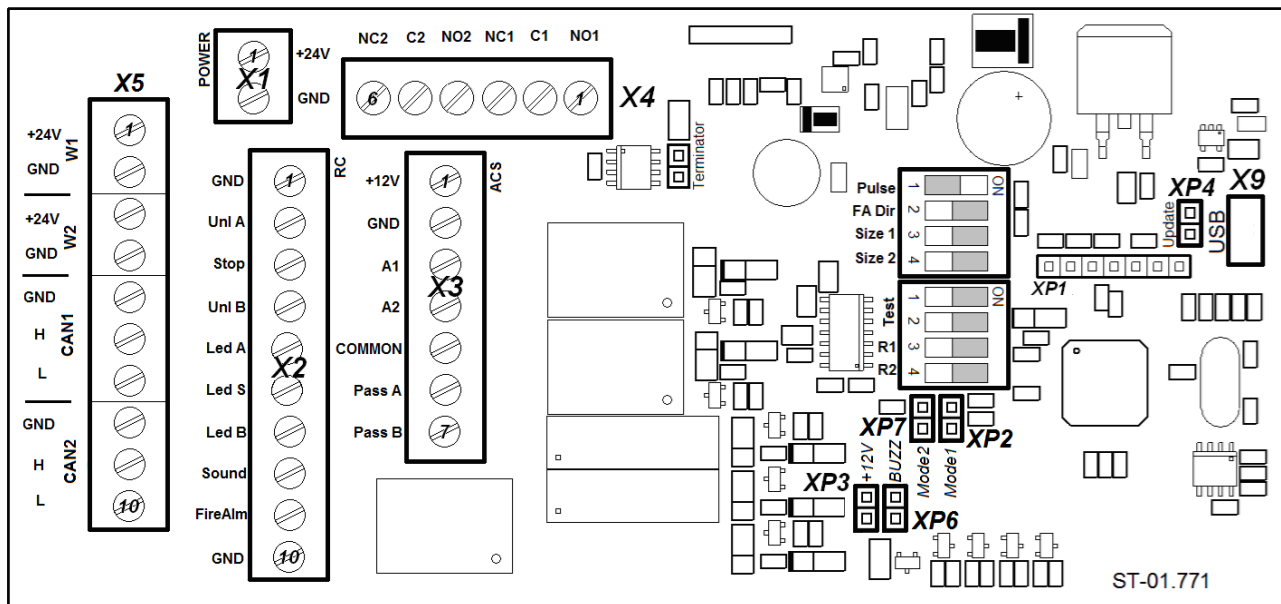 X5
W1
+24V
1
GND
W2
+24V
GND
CAN1
GND
H
L
CAN2
GND
H
L
10
POWER
X1
1
+24V
GND
NC2
C2
NO2
NC1
C1
NO1
6
1
X4
RC
X2
GND
1
Unl A
Stop
Unl B
Led A
Led S
Led B
Sound
FireAlm
GND
10
ACS
X3
+12V
1
GND
A1
A2
COMMON
Pass A
Pass B
7
Terminator
+
Pulse
1
ON
FA Dir
2
Size 1
3
Size 2
4
Test
1
ON
2
R1
3
R2
4
XP4
Update
X9
USB
XP1
XP7
XP2
Mode2
Mode1
XP3
+12V
BUZZ
XP6
ST-01.771